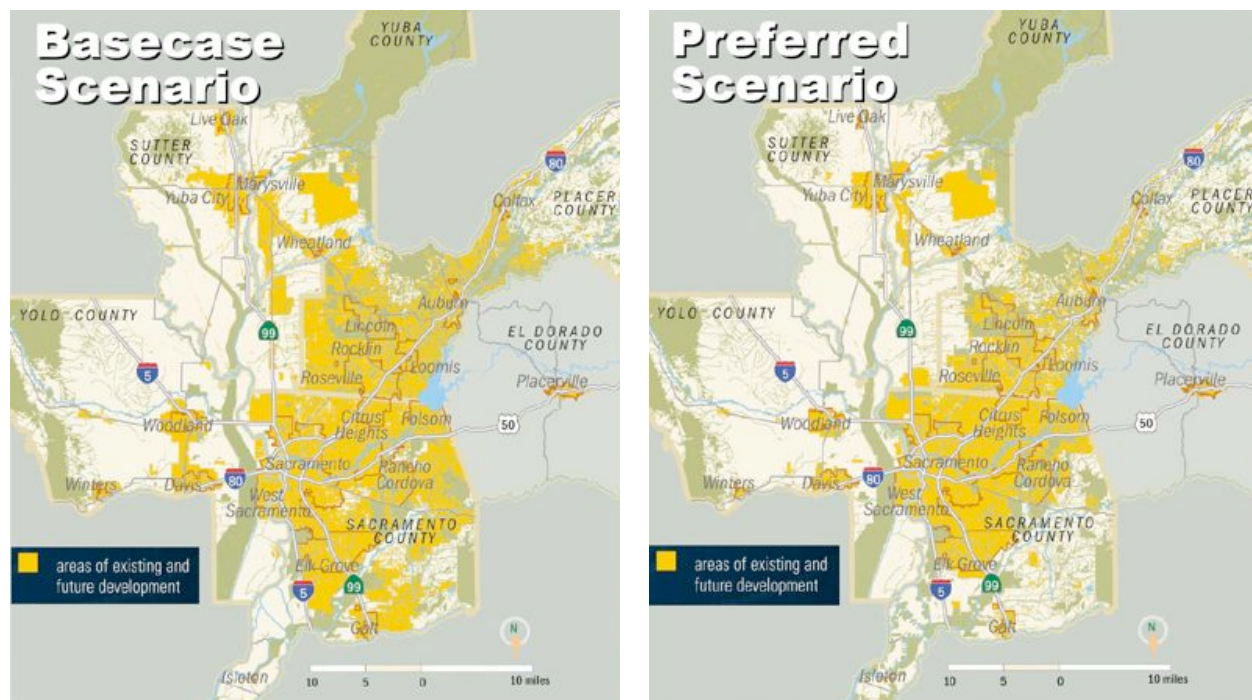 Basecase
Scenario
YUBA
COUNTY
Live Oak
SUTTER
COUNTY
80
PLACER
COUNTY
Marysville
Yuba City
Colfax
Wheatland
Auburn
YOLO COUNTY
Lincoln
99
EL DORADO
COUNTY
Rocklin
Loomis
5
Roseville
Placerville
Woodland
Citrus
Heights
Folsom
50
Sacramento
Rancho
Cordova
Winters
Davis
80
West
Sacramento
SACRAMENTO
COUNTY
areas of existing and
future development
Elk Grove
5
99
Galt
N
Isleton
10 5 0 10 miles
Preferred
Scenario
YUBA
COUNTY
Live Oak
SUTTER
COUNTY
80
PLACER
COUNTY
Marysville
Yuba City
Colfax
Wheatland
Auburn
YOLO COUNTY
Lincoln
99
EL DORADO
COUNTY
Rocklin
Loomis
5
Roseville
Placerville
Woodland
Citrus
Heights
Folsom
50
Sacramento
Rancho
Cordova
Winters
Davis
80
West
Sacramento
SACRAMENTO
COUNTY
areas of existing and
future development
Elk Grove
5
99
Galt
N
Isleton
10 5 0 10 miles